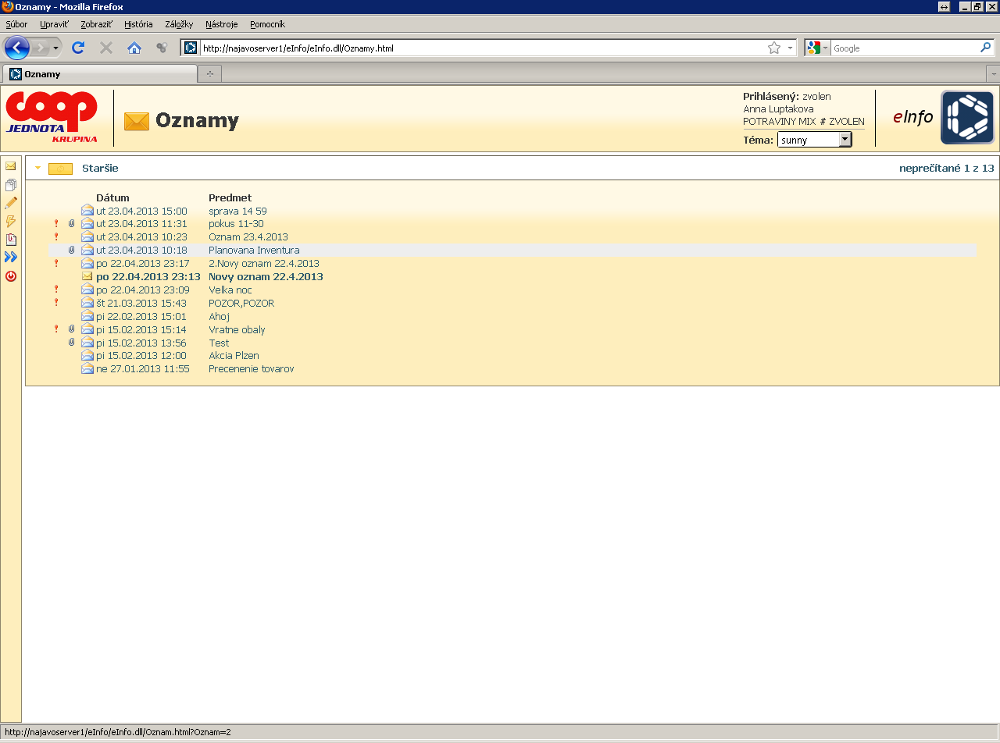 Oznamy - Mozilla Firefox
Súbor Upraviť Zobraziť História Záložky Nástroje Pomocník
http://najavoserver1/eInfo/eInfo.dll/Oznamy.html Google
Oznamy
coop JEDNOTA KRUPINA
Oznamy
Prihlásený: zvolen
Anna Luptakova
POTRAVINY MIX # ZVOLEN
Téma: sunny
eInfo
Staršie neprečítané 1 z 13
Dátum Predmet
ut 23.04.2013 15:00 sprava 14 59
ut 23.04.2013 11:31 pokus 11-30
ut 23.04.2013 10:23 Oznam 23.4.2013
ut 23.04.2013 10:18 Planovana Inventura
po 22.04.2013 23:17 2.Novy oznam 22.4.2013
po 22.04.2013 23:13 Novy oznam 22.4.2013
po 22.04.2013 23:09 Velka noc
št 21.03.2013 15:43 POZOR,POZOR
pi 22.02.2013 15:01 Ahoj
pi 15.02.2013 15:14 Vratne obaly
pi 15.02.2013 13:56 Test
pi 15.02.2013 12:00 Akcia Plzen
ne 27.01.2013 11:55 Precenenie tovarov
http://najavoserver1/eInfo/eInfo.dll/Oznam.html?Oznam=2